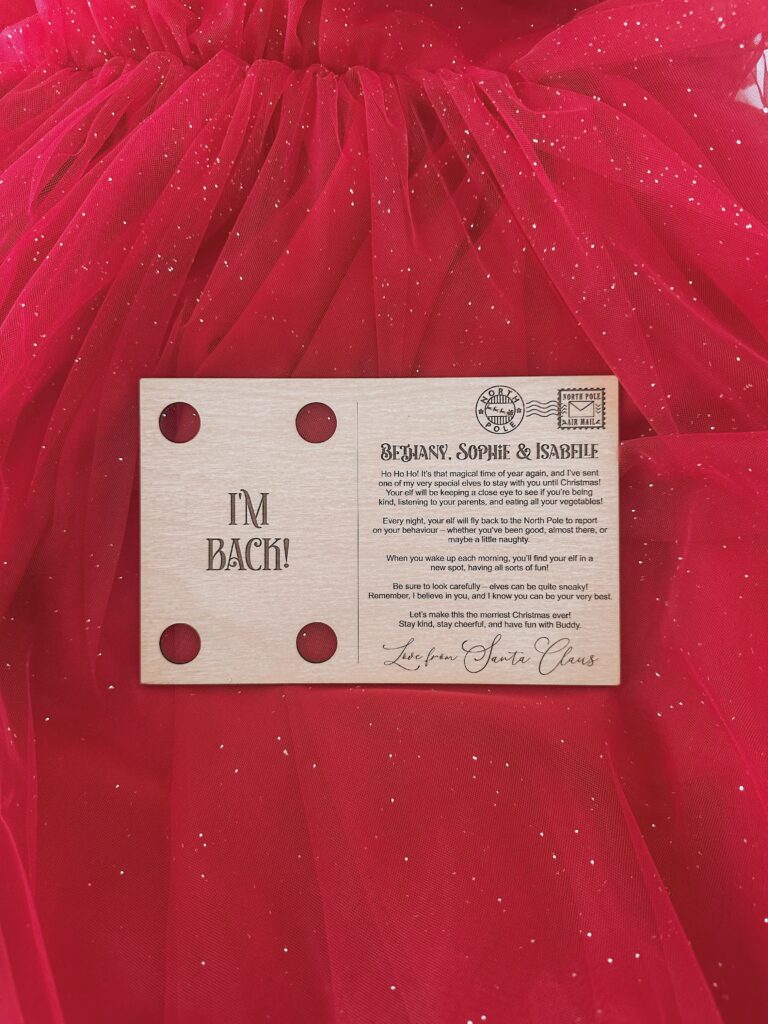 I'M
BACK!
NORTH
POLE
NORTH POLE
AIR MAIL
BETHANY, SOPHIE & ISABELLE
Ho Ho Ho! It's that magical time of year again, and I've sent
one of my very special elves to stay with you until Christmas!
Your elf will be keeping a close eye to see if you're being
kind, listening to your parents, and eating all your vegetables!
Every night, your elf will fly back to the North Pole to report
on your behaviour – whether you've been good, almost there, or
maybe a little naughty.
When you wake up each morning, you'll find your elf in a
new spot, having all sorts of fun!
Be sure to look carefully – elves can be quite sneaky!
Remember, I believe in you, and I know you can be your very best.
Let's make this the merriest Christmas ever!
Stay kind, stay cheerful, and have fun with Buddy.
Love from Santa Claus